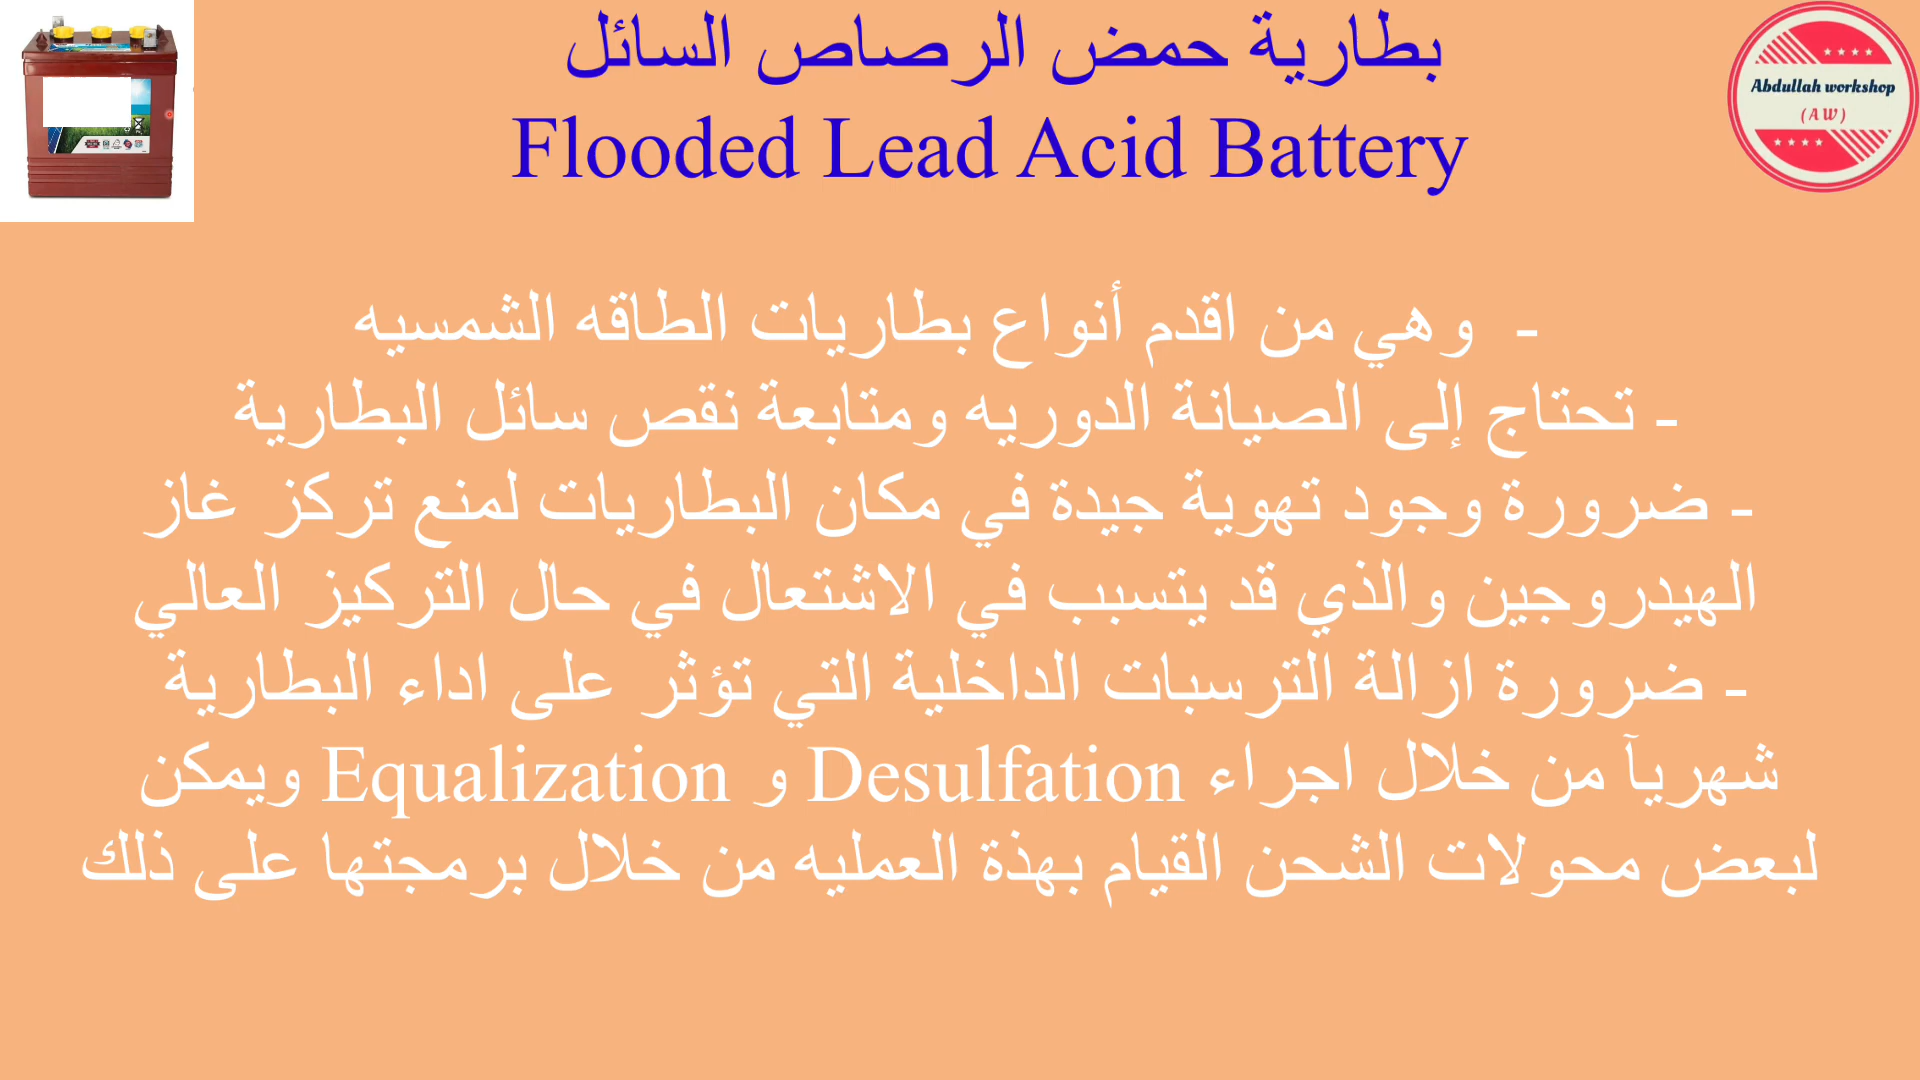 بطارية حمض الرصاص السائل
Flooded Lead Acid Battery
Abdullah workshop
(AW)
- وهي من اقدم أنواع بطاريات الطاقه الشمسيه
- تحتاج إلى الصيانة الدوريه ومتابعة نقص سائل البطارية
- ضرورة وجود تهوية جيدة في مكان البطاريات لمنع تركز غاز
الهيدروجين والذي قد يتسبب في الاشتعال في حال التركيز العالي
- ضرورة ازالة الترسبات الداخلية التي تؤثر على اداء البطارية
شهريآ من خلال اجراء Desulfation و Equalization ويمكن
لبعض محولات الشحن القيام بهذة العمليه من خلال برمجتها على ذلك